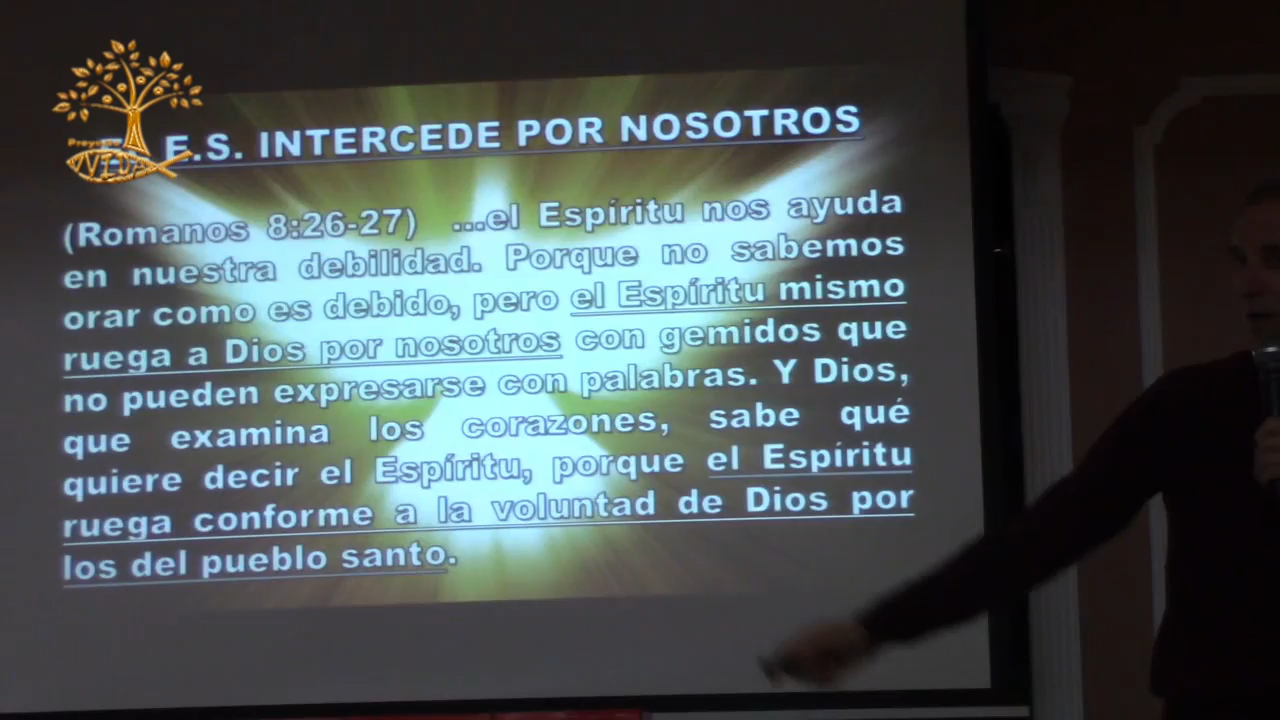 Proyecto
VIDA
E.S. INTERCEDE POR NOSOTROS
(Romanos 8:26-27) ...el Espíritu nos ayuda
en nuestra debilidad. Porque no sabemos
orar como es debido, pero el Espíritu mismo
ruega a Dios por nosotros con gemidos que
no pueden expresarse con palabras. Y Dios,
que examina los corazones, sabe qué
quiere decir el Espíritu, porque el Espíritu
ruega conforme a la voluntad de Dios por
los del pueblo santo.